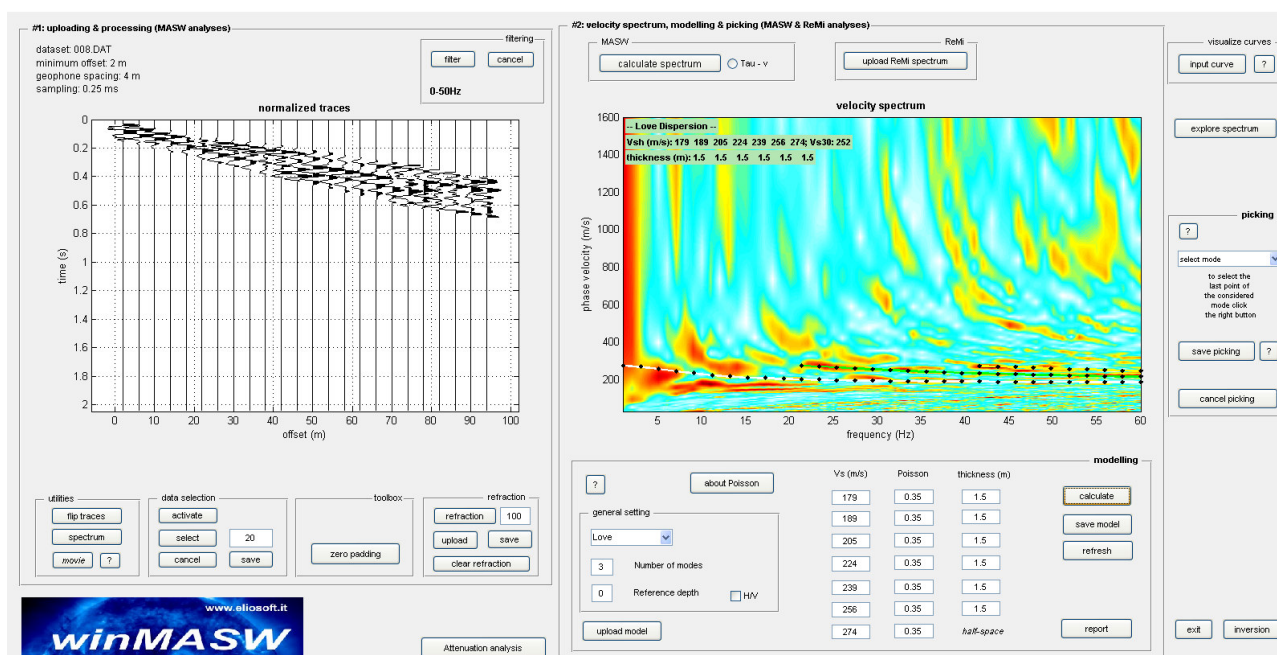 #1: uploading & processing (MASW analyses)
dataset: 008.DAT
minimum offset: 2 m
geophone spacing: 4 m
sampling: 0.25 ms
filtering
filter cancel
0-50Hz
normalized traces
0
0.2
0.4
0.6
0.8
1
1.2
1.4
1.6
1.8
2
time (s)
0 10 20 30 40 50 60 70 80 90 100
offset (m)
utilities
flip traces
spectrum
movie ?
data selection
activate
select 20
cancel save
toolbox
zero padding
refraction
refraction 100
upload save
clear refraction
www.eliosoft.it
winMASW
Attenuation analysis
#2: velocity spectrum, modelling & picking (MASW & ReMi analyses)
MASW
calculate spectrum Tau - v
ReMi
upload ReMi spectrum
velocity spectrum
-- Love Dispersion --
Vsh (m/s): 179 189 205 224 239 256 274; Vs30: 252
thickness (m): 1.5 1.5 1.5 1.5 1.5 1.5
1600
1400
1200
1000
800
600
400
200
phase velocity (m/s)
5 10 15 20 25 30 35 40 45 50 55 60
frequency (Hz)
modelling
? about Poisson
general setting
Love
3 Number of modes
0 Reference depth H/V
upload model
Vs (m/s) Poisson thickness (m)
179 0.35 1.5
189 0.35 1.5
205 0.35 1.5
224 0.35 1.5
239 0.35 1.5
256 0.35 1.5
274 0.35 half-space
calculate
save model
refresh
report
visualize curves
input curve ?
explore spectrum
picking
?
select mode
to select the
last point of
the considered
mode click
the right button
save picking ?
cancel picking
exit inversion